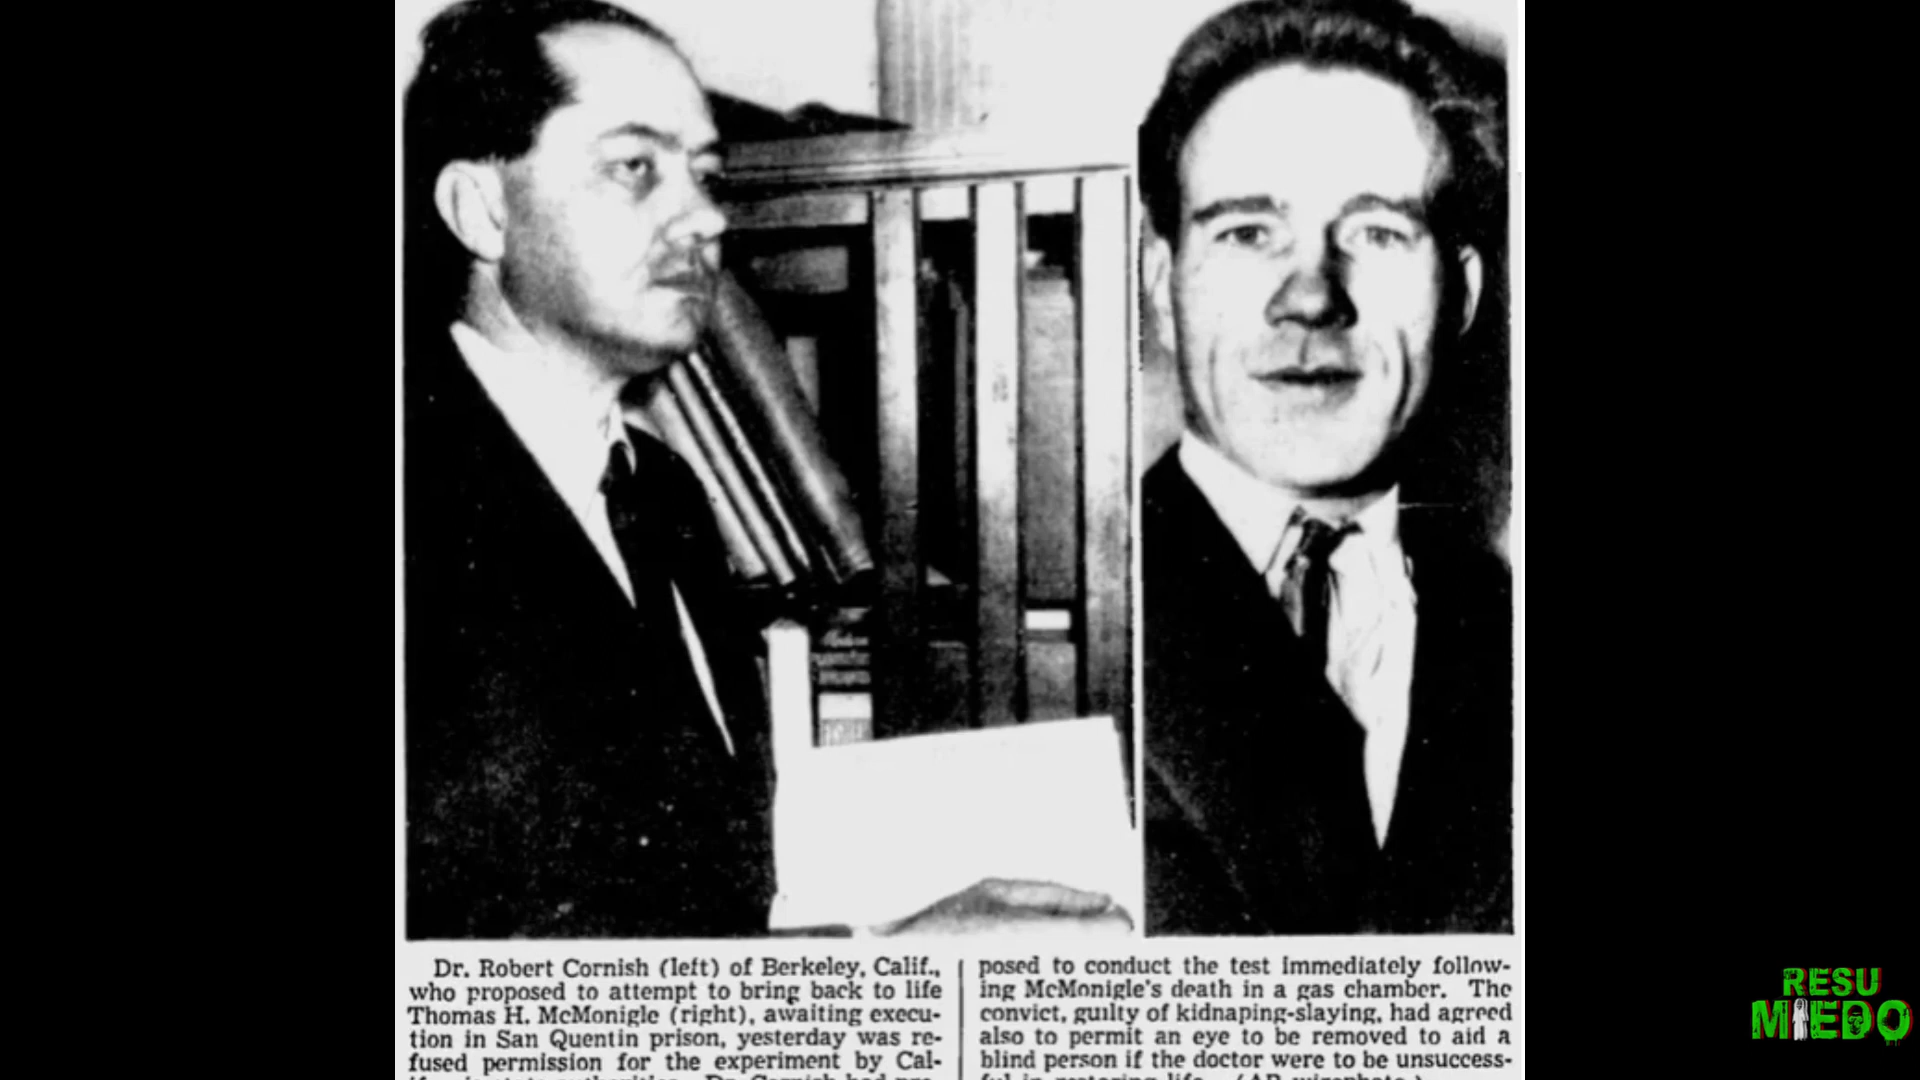 Dr. Robert Cornish (left) of Berkeley, Calif.,
who proposed to attempt to bring back to life
Thomas H. McMonigle (right), awaiting execu-
tion in San Quentin prison, yesterday was re-
fused permission for the experiment by Cal-
posed to conduct the test immediately follow-
ing McMonigle's death in a gas chamber. The
convict, guilty of kidnaping-slaying, had agreed
also to permit an eye to be removed to aid a
blind person if the doctor were to be unsuccess-
RESU
MIEDO